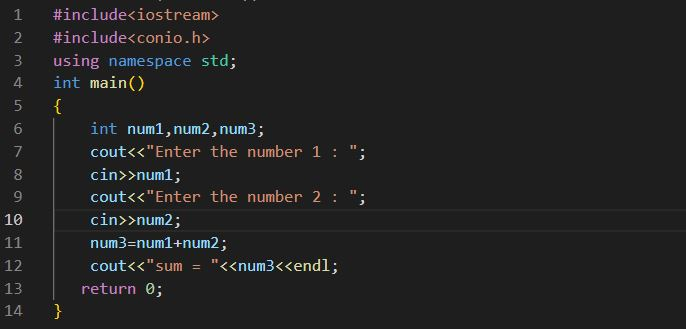 1 #include<iostream>
2 #include<conio.h>
3 using namespace std;
4 int main()
5 {
6 int num1,num2,num3;
7 cout<<"Enter the number 1 : ";
8 cin>>num1;
9 cout<<"Enter the number 2 : ";
10 cin>>num2;
11 num3=num1+num2;
12 cout<<"sum = "<<num3<<endl;
13 return 0;
14 }